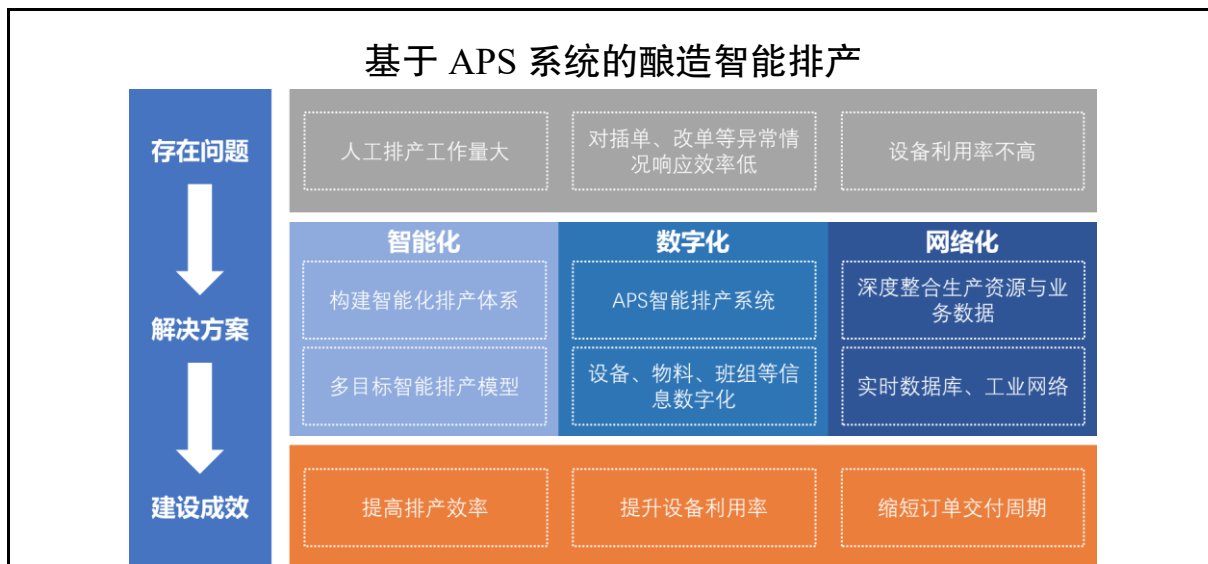 基于 APS 系统的酿造智能排产
存在问题
人工排产工作量大
对插单、改单等异常情
况响应效率低
设备利用率不高
解决方案
智能化
数字化
网络化
构建智能化排产体系
APS智能排产系统
深度整合生产资源与业
务数据
多目标智能排产模型
设备、物料、班组等信
息数字化
实时数据库、工业网络
建设成效
提高排产效率
提升设备利用率
缩短订单交付周期